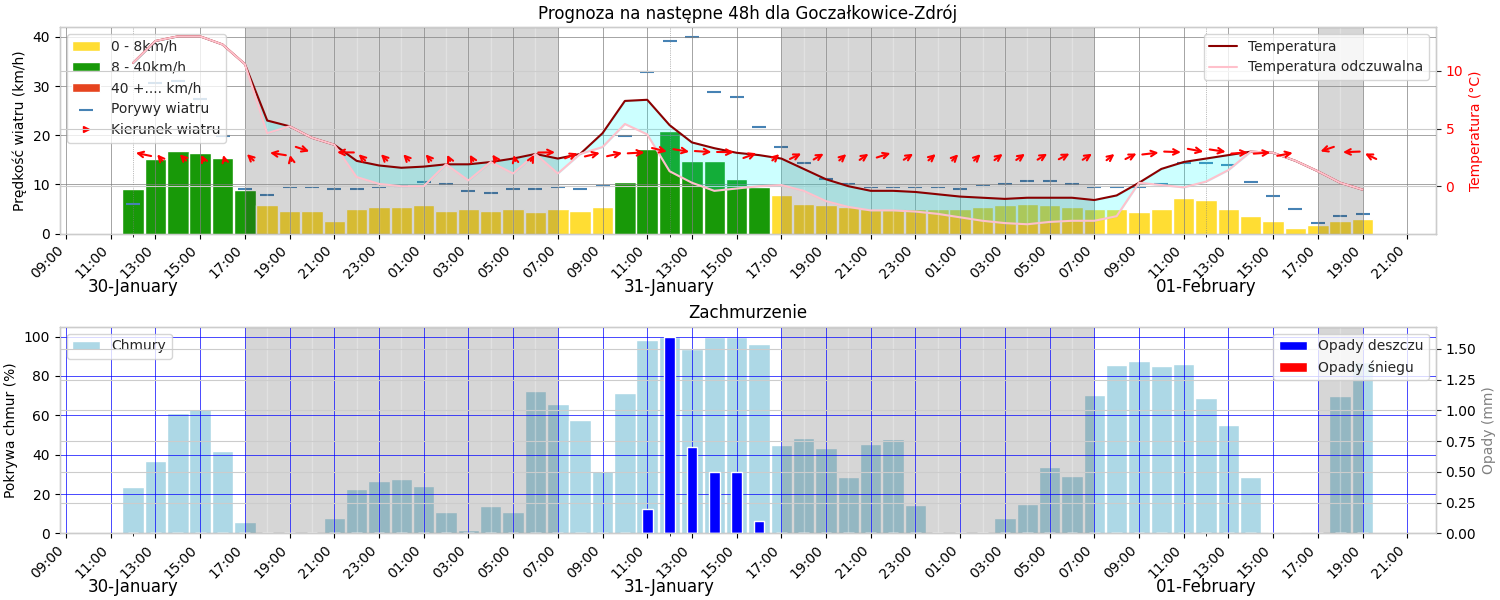 Prognoza na następne 48h dla Goczałkowice-Zdrój
Prędkość wiatru (km/h)
40
30
20
10
0
0 - 8km/h
8 - 40km/h
40 +.... km/h
Porywy wiatru
Kierunek wiatru
Temperatura
Temperatura odczuwalna
10
5
0
Temperatura (°C)
09:00 11:00 13:00 15:00 17:00 19:00 21:00 23:00 01:00 03:00 05:00 07:00 09:00 11:00 13:00 15:00 17:00 19:00 21:00 23:00 01:00 03:00 05:00 07:00 09:00 11:00 13:00 15:00 17:00 19:00 21:00
30-January 31-January 01-February
Zachmurzenie
Pokrywa chmur (%)
100
80
60
40
20
0
Chmury
Opady deszczu
Opady śniegu
1.50
1.25
1.00
0.75
0.50
0.25
0.00
Opady (mm)
09:00 11:00 13:00 15:00 17:00 19:00 21:00 23:00 01:00 03:00 05:00 07:00 09:00 11:00 13:00 15:00 17:00 19:00 21:00 23:00 01:00 03:00 05:00 07:00 09:00 11:00 13:00 15:00 17:00 19:00 21:00
30-January 31-January 01-February